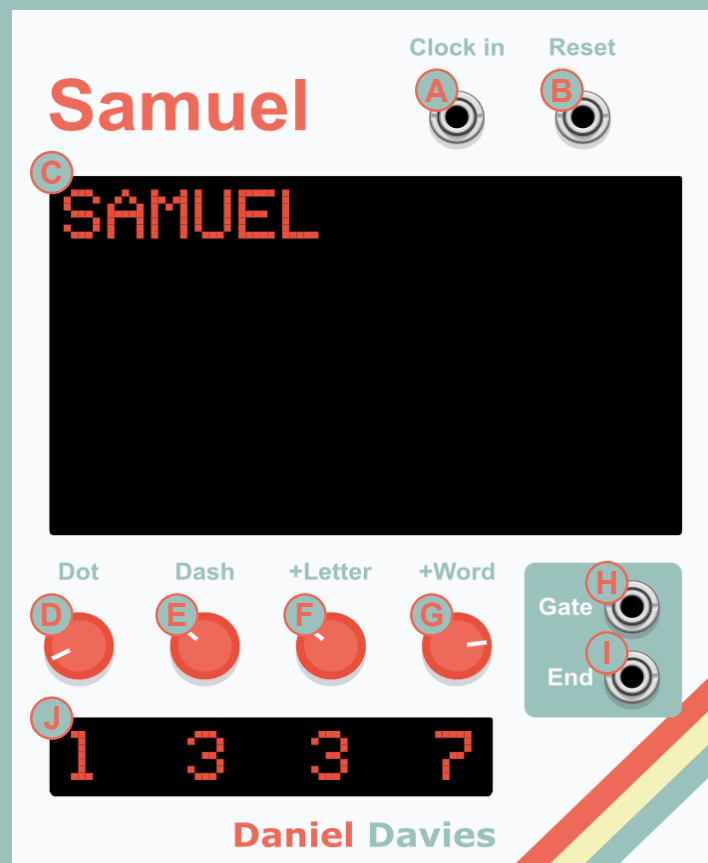 Clock in Reset
Samuel
A B
C
SAMUEL
Dot Dash +Letter +Word
D E F G
H
Gate
I
End
J
1 3 3 7
Daniel Davies